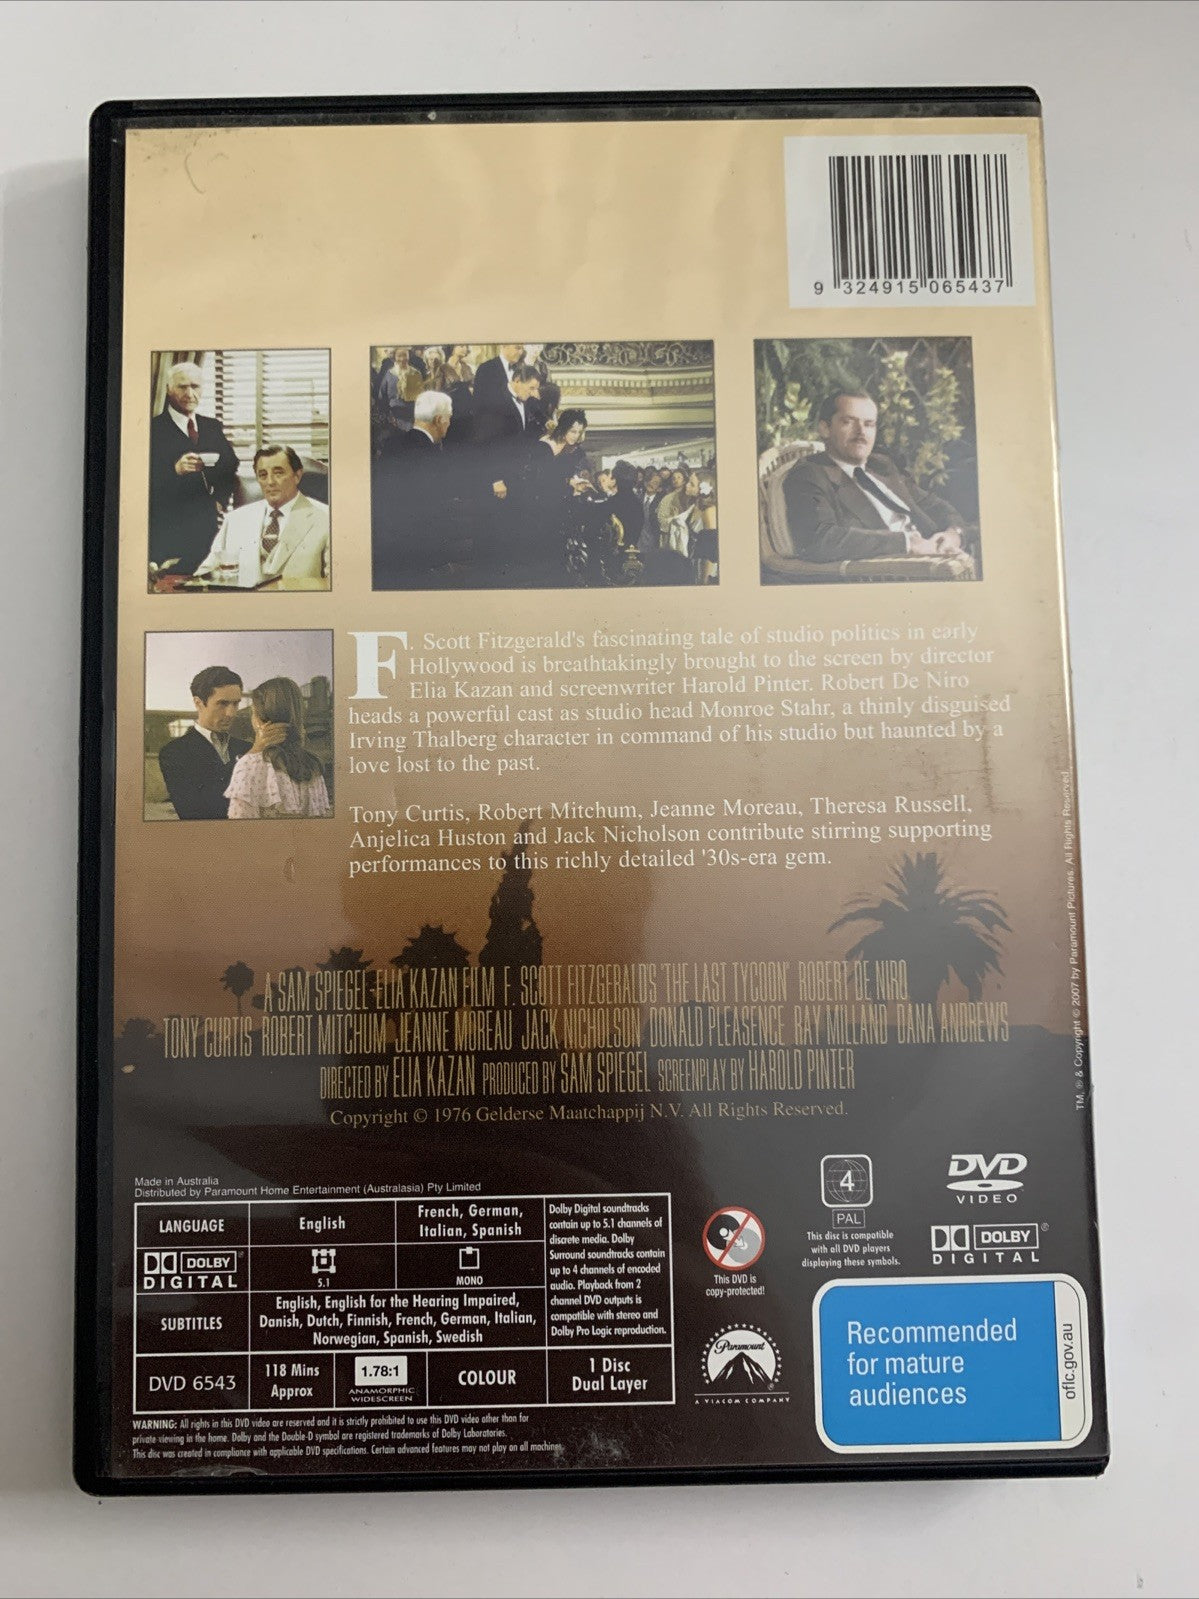 9 324915 065437
F. Scott Fitzgerald's fascinating tale of studio politics in early
Hollywood is breathtakingly brought to the screen by director
Elia Kazan and screenwriter Harold Pinter. Robert De Niro
heads a powerful cast as studio head Monroe Stahr, a thinly disguised
Irving Thalberg character in command of his studio but haunted by a
love lost to the past.
Tony Curtis, Robert Mitchum, Jeanne Moreau, Theresa Russell,
Anjelica Huston and Jack Nicholson contribute stirring supporting
performances to this richly detailed '30s-era gem.
A SAM SPIEGEL-ELIA KAZAN FILM F. SCOTT FITZGERALD'S 'THE LAST TYCOON' ROBERT DE NIRO
TONY CURTIS ROBERT MITCHUM JEANNE MOREAU JACK NICHOLSON DONALD PLEASENCE RAY MILLAND DANA ANDREWS
DIRECTED BY ELIA KAZAN PRODUCED BY SAM SPIEGEL SCREENPLAY BY HAROLD PINTER
Copyright © 1976 Gelderse Maatchappij N.V. All Rights Reserved.
TM, ® & Copyright © 2007 by Paramount Pictures. All Rights Reserved.
Made in Australia
Distributed by Paramount Home Entertainment (Australasia) Pty Limited
LANGUAGE
English
French, German,
Italian, Spanish
DOLBY
DIGITAL
5.1
MONO
SUBTITLES
English, English for the Hearing Impaired,
Danish, Dutch, Finnish, French, German, Italian,
Norwegian, Spanish, Swedish
DVD 6543
118 Mins
Approx
1.78:1
ANAMORPHIC
WIDESCREEN
COLOUR
1 Disc
Dual Layer
Dolby Digital soundtracks
contain up to 5.1 channels of
discrete media. Dolby
Surround soundtracks contain
up to 4 channels of encoded
audio. Playback from 2
channel DVD outputs is
compatible with stereo and
Dolby Pro Logic reproduction.
WARNING: All rights in this DVD video are reserved and it is strictly prohibited to use this DVD video other than for
private viewing in the home. Dolby and the Double-D symbol are registered trademarks of Dolby Laboratories.
This disc was created in compliance with applicable DVD specifications. Certain advanced features may not play on all machines.
This DVD is
copy-protected!
Paramount
A VIACOM COMPANY
4
PAL
This disc is compatible
with all DVD players
displaying these symbols.
DVD
VIDEO
DOLBY
DIGITAL
®
Recommended
for mature
audiences
oflc.gov.au